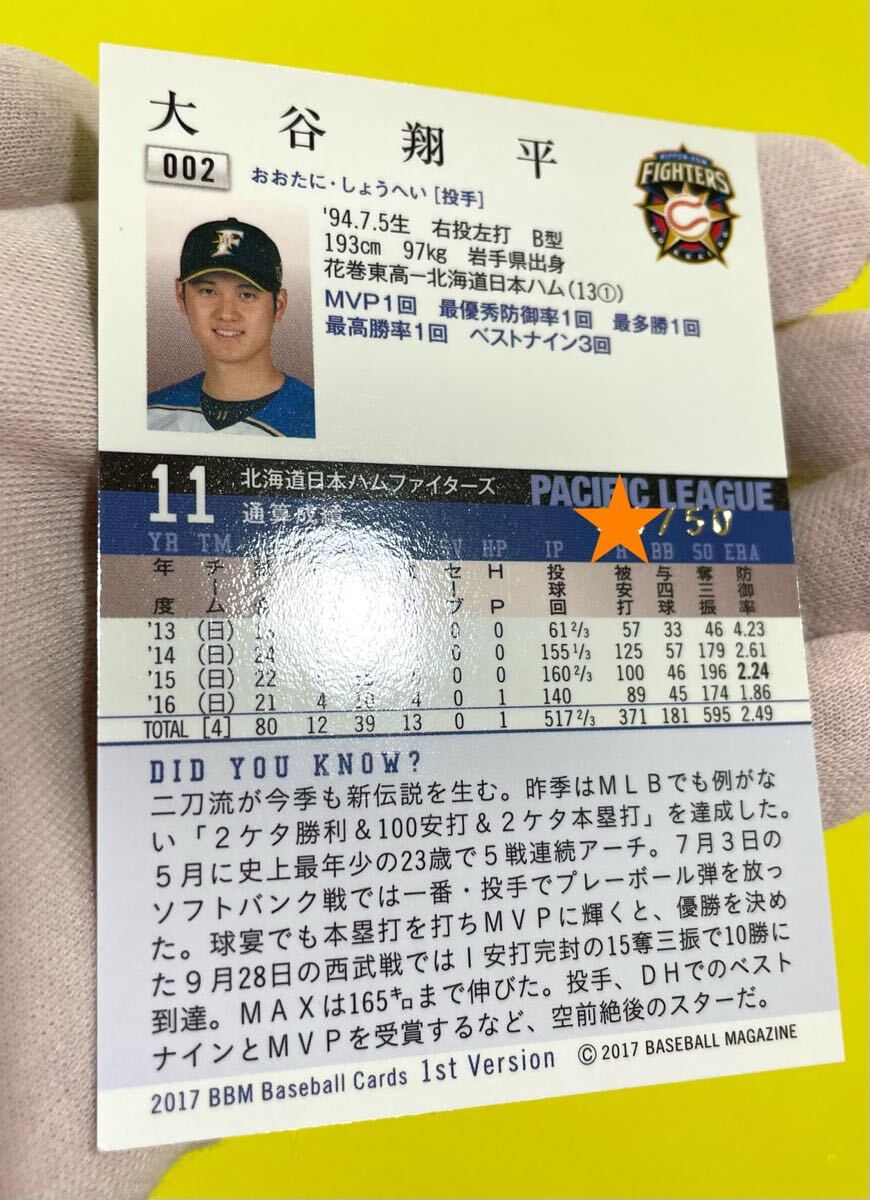 大谷翔平
002
おおたに・しょうへい [投手]
NIPPON-HAM
FIGHTERS
HOKKAIDO
'94.7.5生 右投左打 B型
193cm 97kg 岩手県出身
花巻東高―北海道日本ハム(13①)
MVP1回 最優秀防御率1回 最多勝1回
最高勝率1回 ベストナイン3回
11 北海道日本ハムファイターズ PACIFIC LEAGUE
通算成績 /50
YR TM SV HP IP H BB SO ERA
年度 チーム セーブ HP 投球回 被安打 与四球 奪三振 防御率
'13 (日) 0 0 61 2/3 57 33 46 4.23
'14 (日) 24 0 0 155 1/3 125 57 179 2.61
'15 (日) 22 0 0 160 2/3 100 46 196 2.24
'16 (日) 21 4 10 4 0 1 140 89 45 174 1.86
TOTAL [4] 80 12 39 13 0 1 517 2/3 371 181 595 2.49
DID YOU KNOW?
二刀流が今季も新伝説を生む。昨季はMLBでも例がな
い「2ケタ勝利&100安打&2ケタ本塁打」を達成した。
5月に史上最年少の23歳で5戦連続アーチ。7月3日の
ソフトバンク戦では一番・投手でプレーボール弾を放っ
た。球宴でも本塁打を打ちMVPに輝くと、優勝を決め
た9月28日の西武戦では1安打完封の15奪三振で10勝に
到達。MAXは165㌔まで伸びた。投手、DHでのベスト
ナインとMVPを受賞するなど、空前絶後のスターだ。
2017 BBM Baseball Cards 1st Version © 2017 BASEBALL MAGAZINE